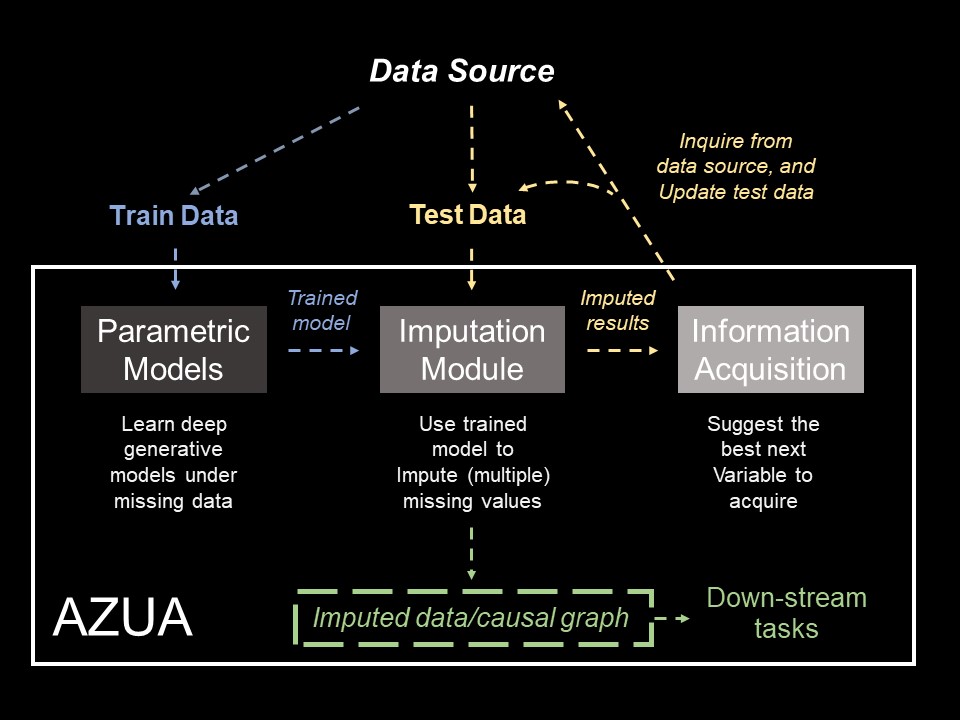 Data Source
Inquire from
data source, and
Update test data
Train Data
Test Data
Trained
model
Imputed
results
Parametric
Models
Imputation
Module
Information
Acquisition
Learn deep
generative
models under
missing data
Use trained
model to
Impute (multiple)
missing values
Suggest the
best next
Variable to
acquire
AZUA
Imputed data/causal graph
Down-stream
tasks